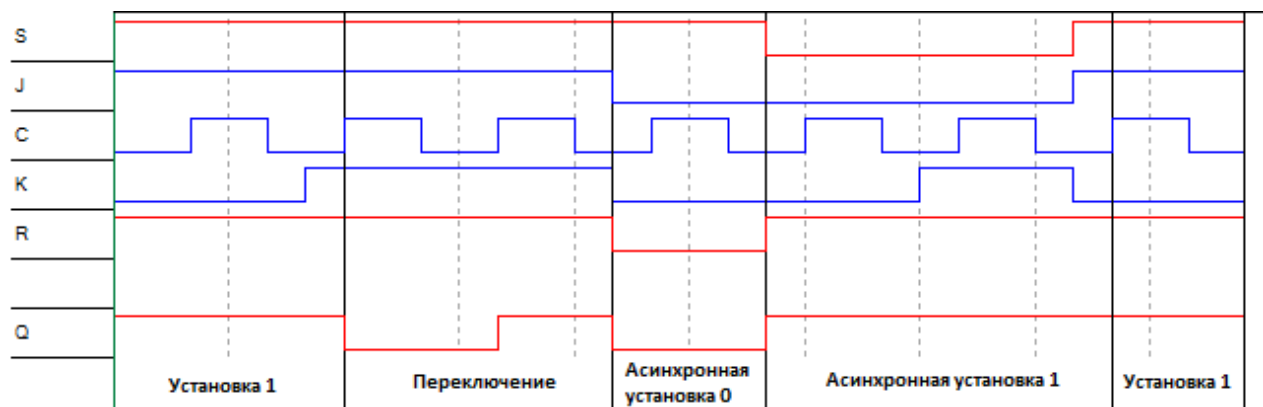 S
J
C
K
R
Q
Установка 1
Переключение
Асинхронная
установка 0
Асинхронная установка 1
Установка 1